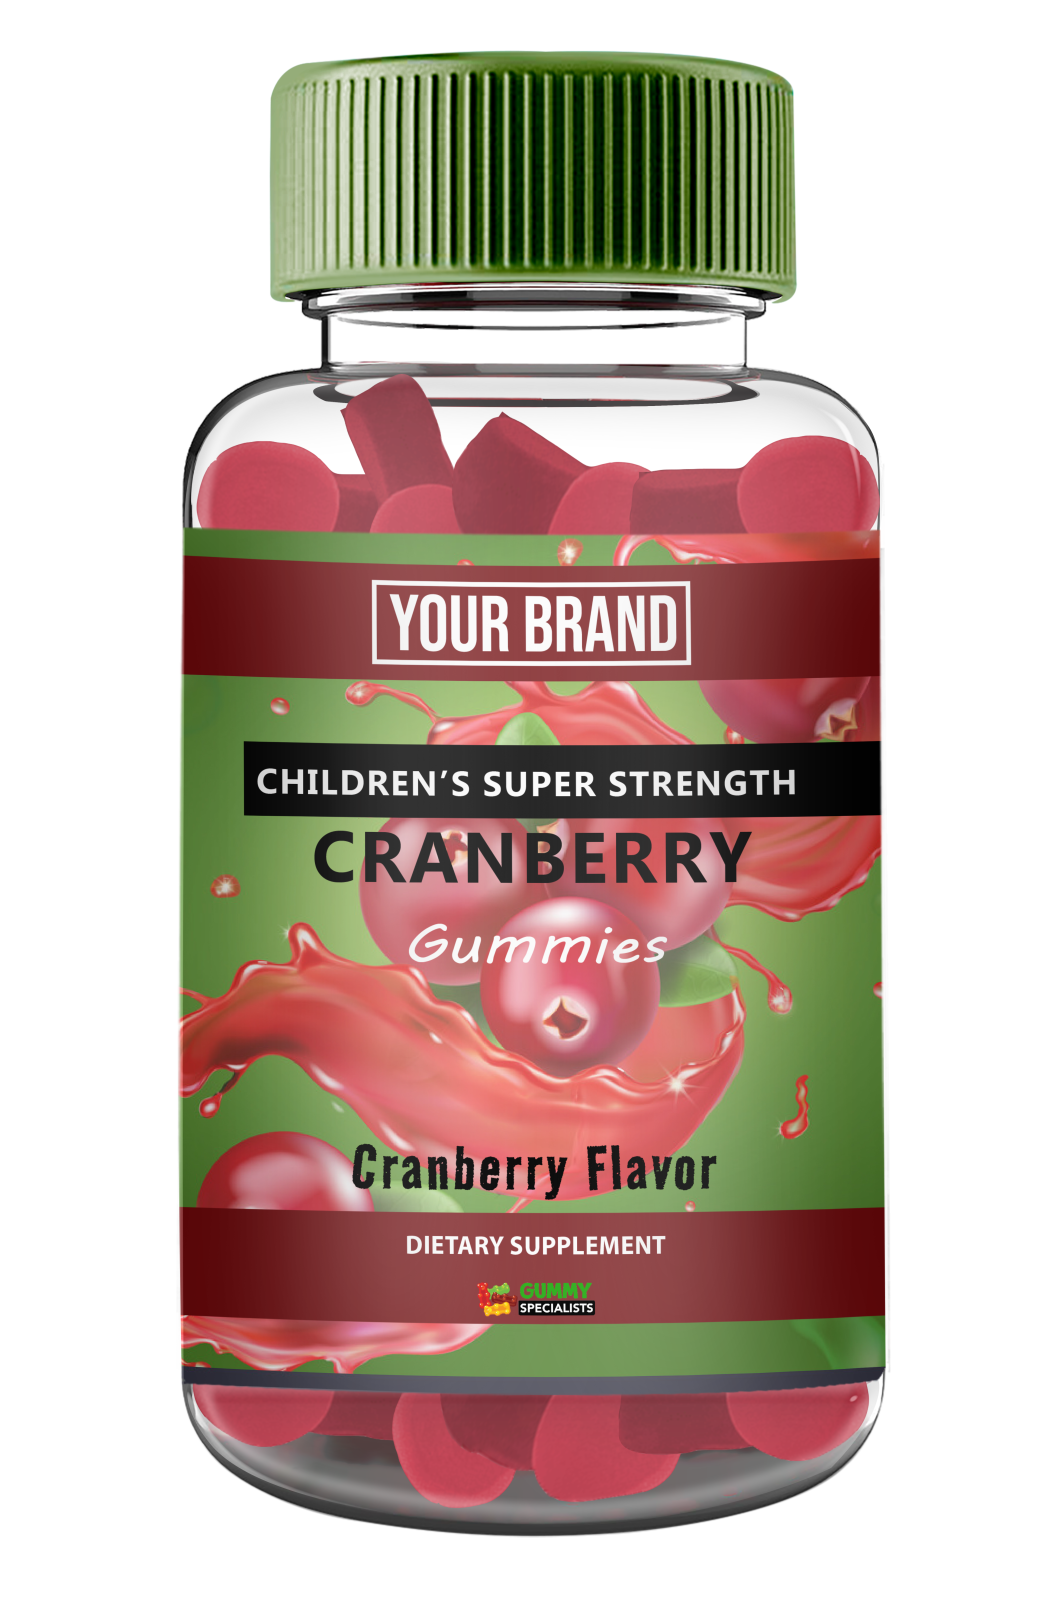 YOUR BRAND
CHILDREN'S SUPER STRENGTH
CRANBERRY
Gummies
Cranberry Flavor
DIETARY SUPPLEMENT
GUMMY
SPECIALISTS